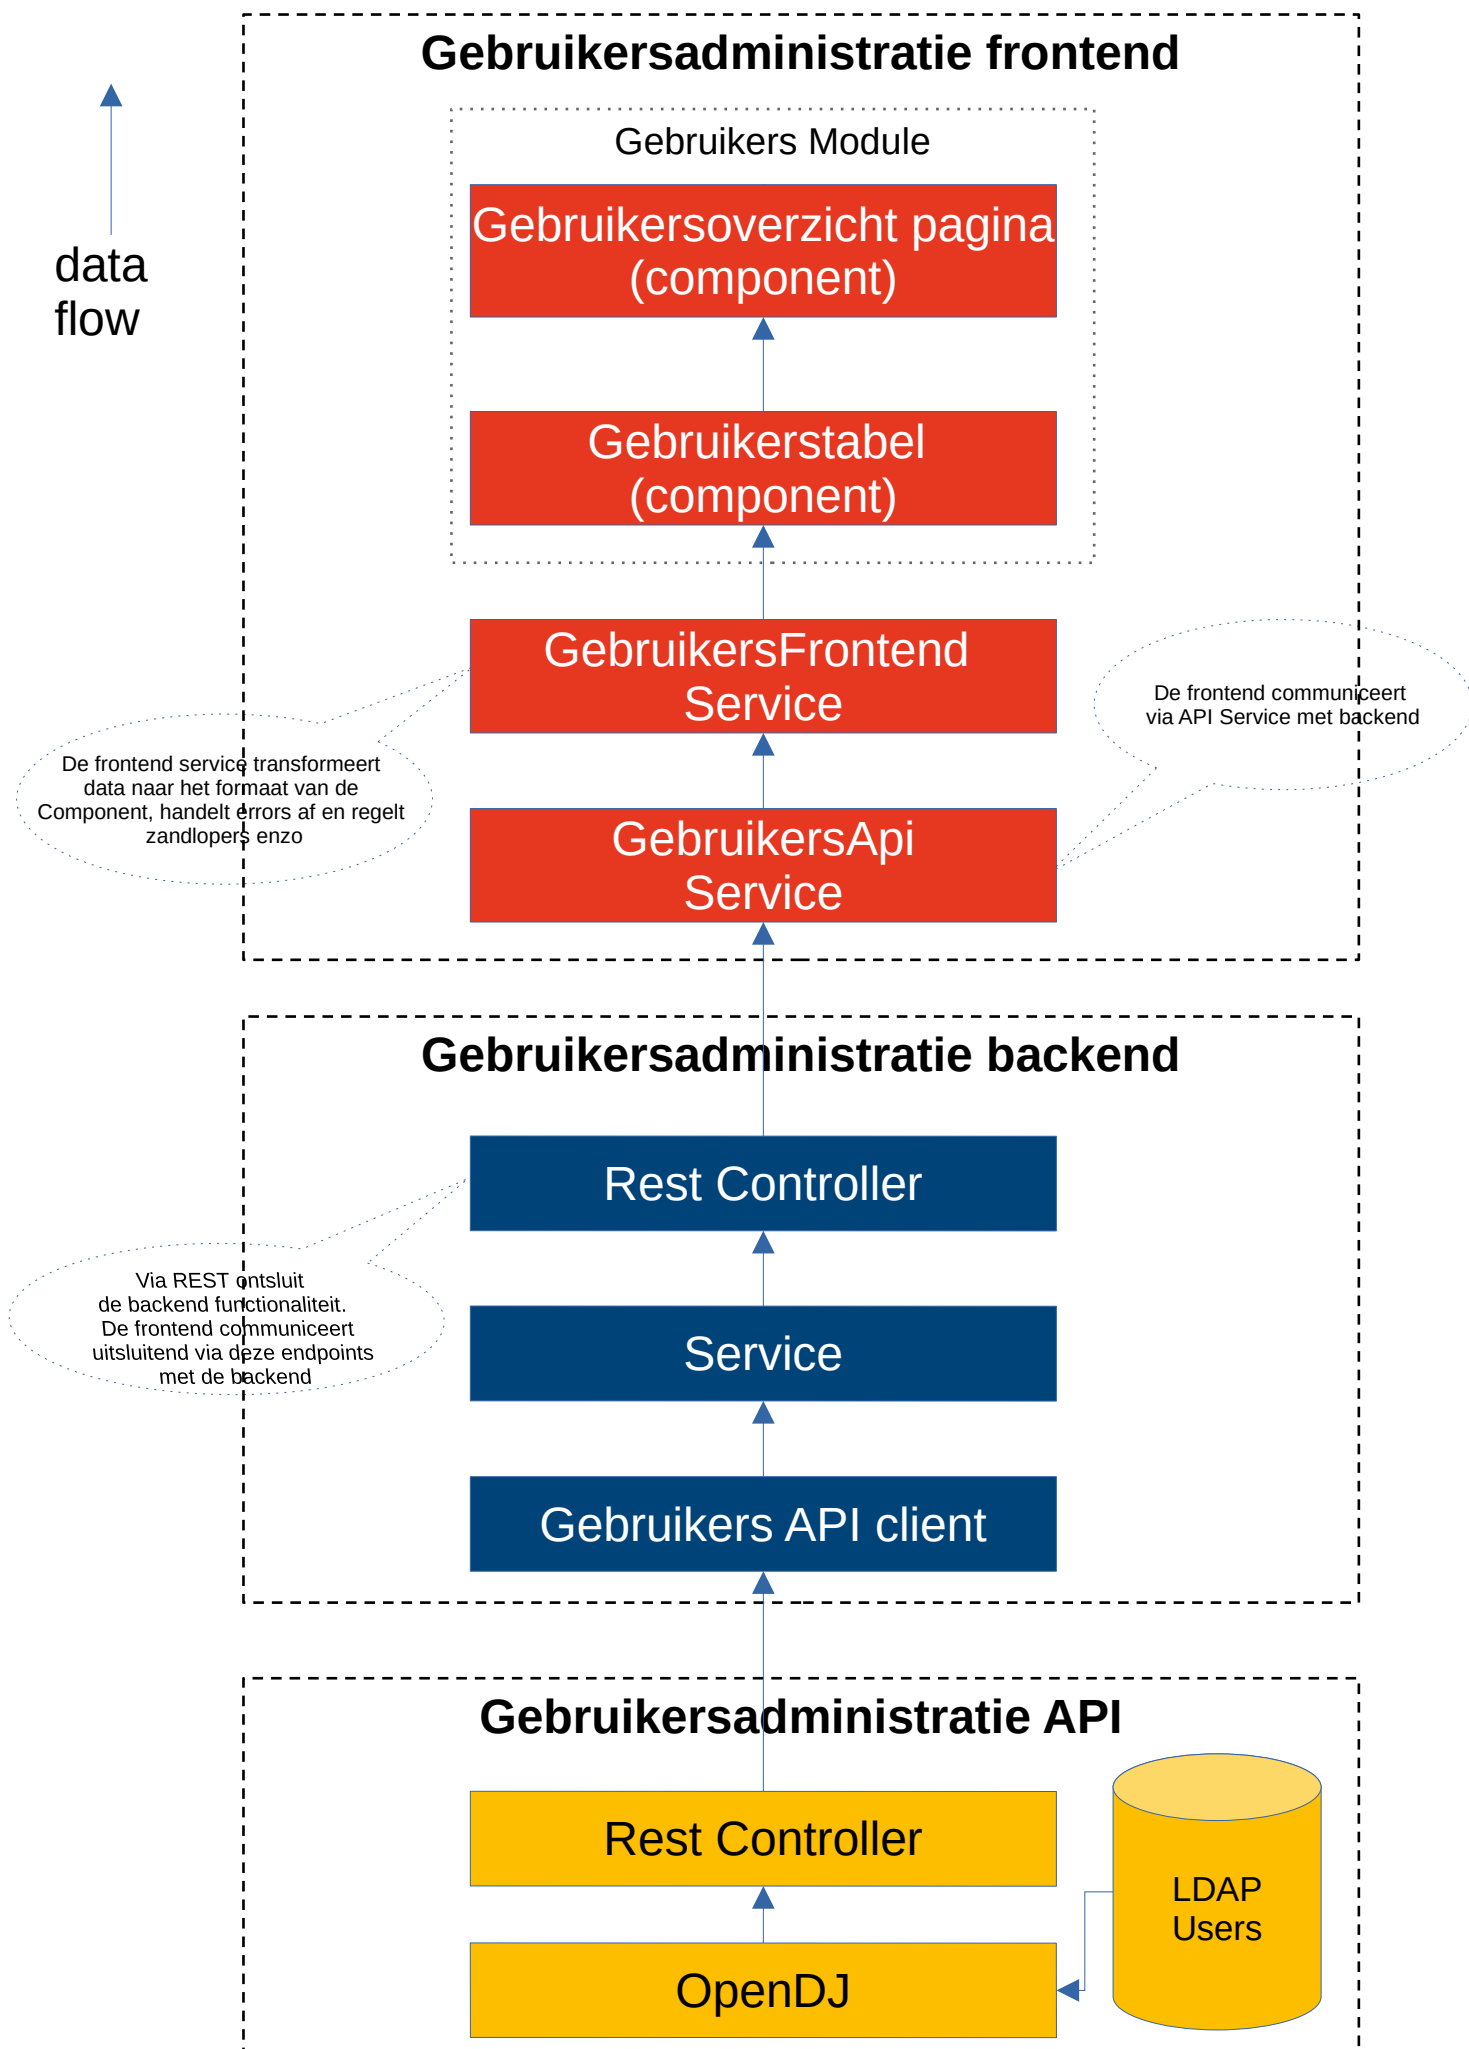 Gebruikersadministratie frontend
data
flow
Gebruikers Module
Gebruikersoverzicht pagina
(component)
Gebruikerstabel
(component)
GebruikersFrontend
Service
De frontend communiceert
via API Service met backend
De frontend service transformeert
data naar het formaat van de
Component, handelt errors af en regelt
zandlopers enzo
GebruikersApi
Service
Gebruikersadministratie backend
Rest Controller
Via REST ontsluit
de backend functionaliteit.
De frontend communiceert
uitsluitend via deze endpoints
met de backend
Service
Gebruikers API client
Gebruikersadministratie API
Rest Controller
LDAP
Users
OpenDJ